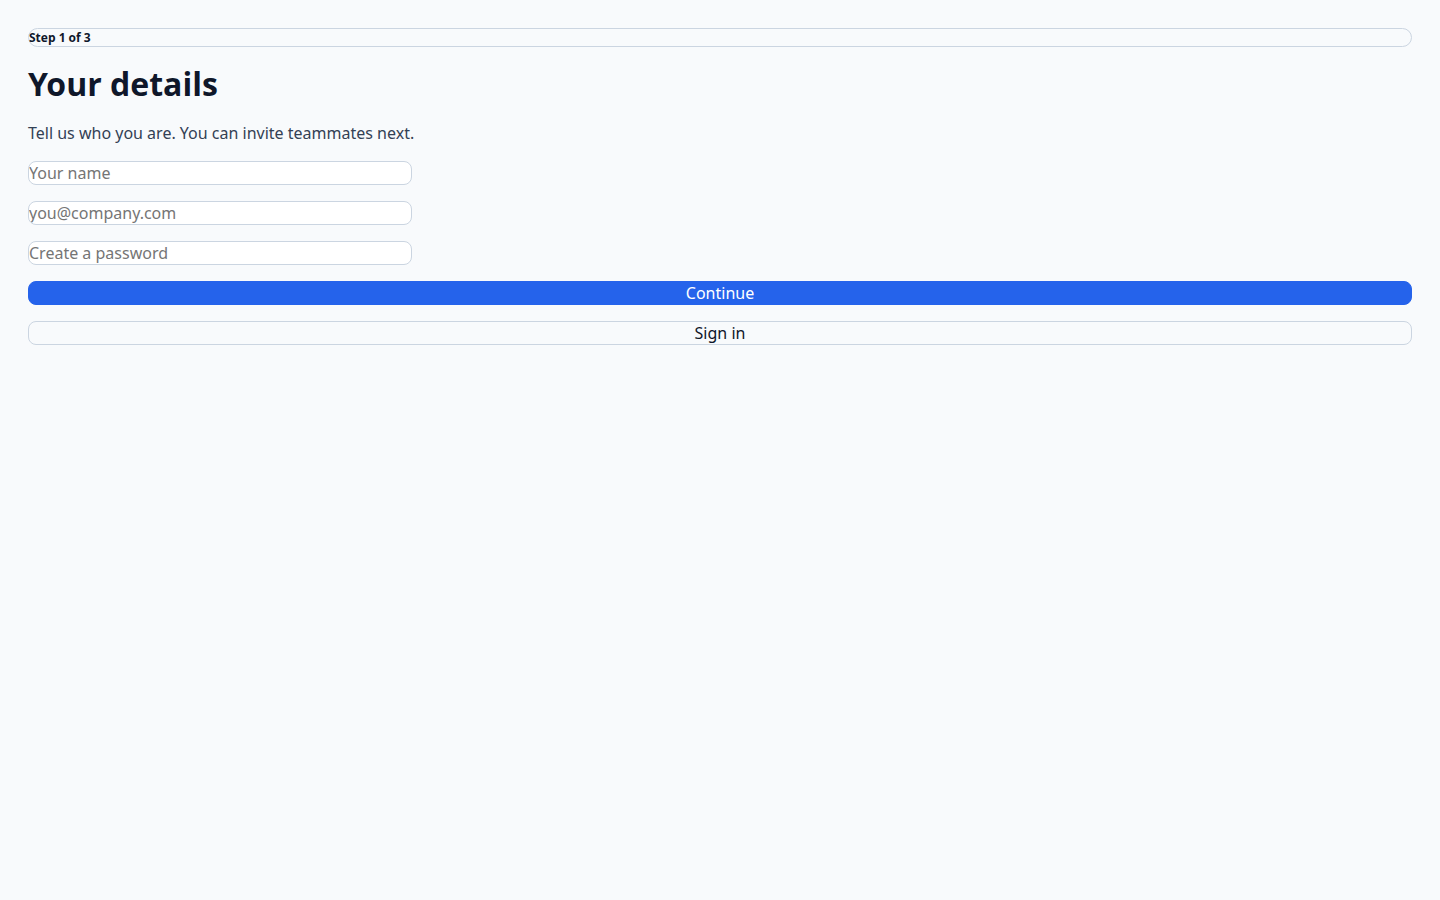 Step 1 of 3
Your details
Tell us who you are. You can invite teammates next.
Your name
you@company.com
Create a password
Continue
Sign in